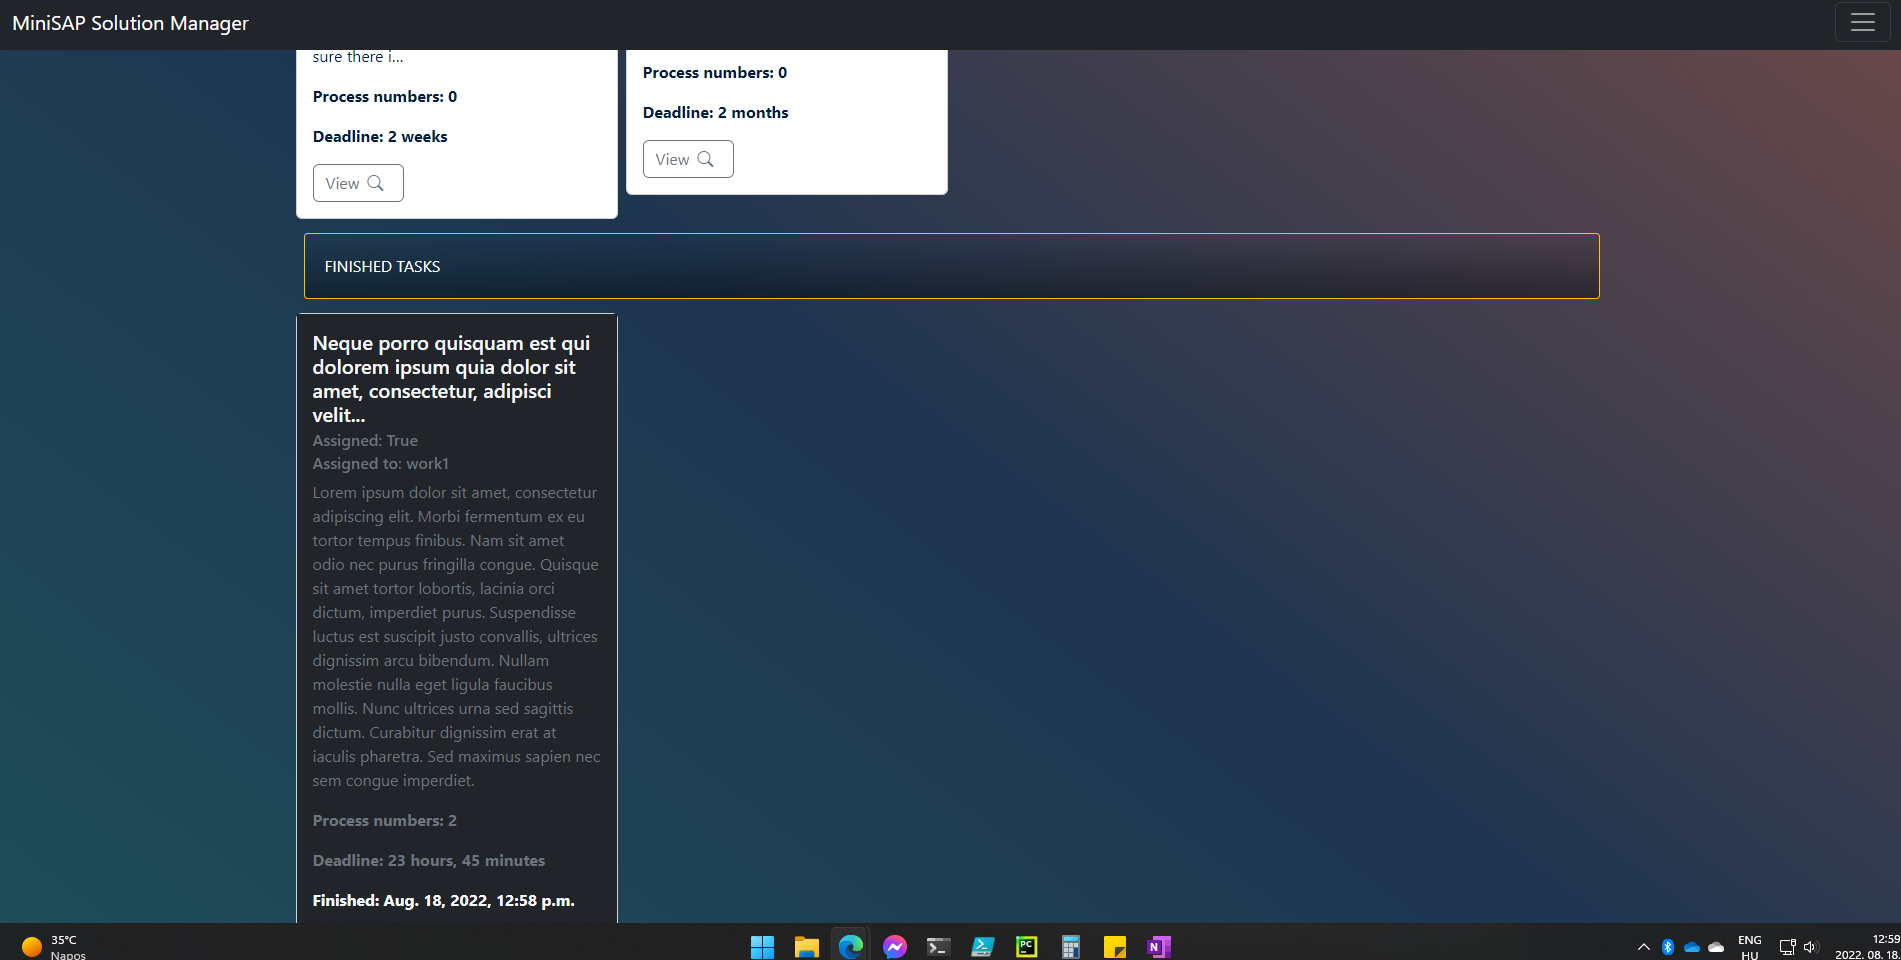 MiniSAP Solution Manager
sure there i...
Process numbers: 0
Deadline: 2 weeks
View
Process numbers: 0
Deadline: 2 months
View
FINISHED TASKS
Neque porro quisquam est qui
dolorem ipsum quia dolor sit
amet, consectetur, adipisci
velit...
Assigned: True
Assigned to: work1
Lorem ipsum dolor sit amet, consectetur
adipiscing elit. Morbi fermentum ex eu
tortor tempus finibus. Nam sit amet
odio nec purus fringilla congue. Quisque
sit amet tortor lobortis, lacinia orci
dictum, imperdiet purus. Suspendisse
luctus est suscipit justo convallis, ultrices
dignissim arcu bibendum. Nullam
molestie nulla eget ligula faucibus
mollis. Nunc ultrices urna sed sagittis
dictum. Curabitur dignissim erat at
iaculis pharetra. Sed maximus sapien nec
sem congue imperdiet.
Process numbers: 2
Deadline: 23 hours, 45 minutes
Finished: Aug. 18, 2022, 12:58 p.m.
35°C
Napos
PC
N
ENG
HU
12:59
2022. 08. 18.